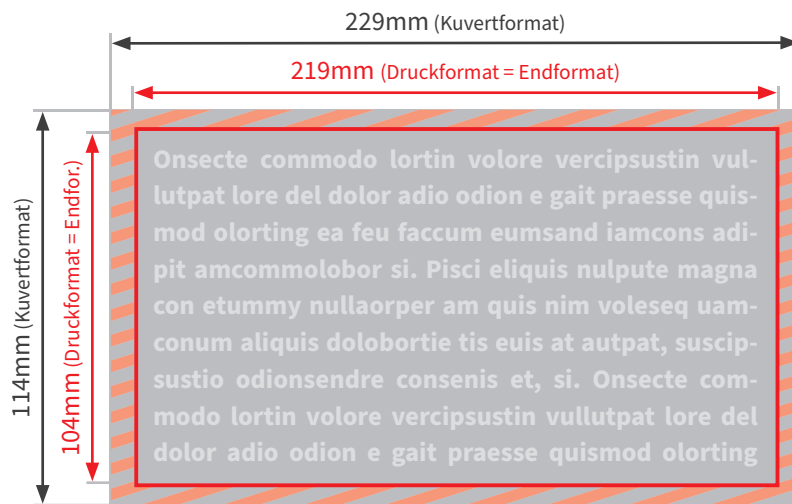 229mm (Kuvertformat)
219mm (Druckformat = Endformat)
114mm (Kuvertformat)
104mm (Druckformat = Endfor.)
Onsecte commodo lortin volore vercipsustin vul-
lutpat lore del dolor adio odion e gait praesse quis-
mod olorting ea feu faccum eumsand iamcons adi-
pit amcommolobor si. Pisci eliquis nulpute magna
con etummy nullaorper am qiis nim voleseq uam-
conum aliquis dolobortie tis euis at autpat, suscip-
sustio odionsendre consenis et, si. Onsecte com-
modo lortin volore vercipsustin vullutpat lore del
dolor adio odion e gait praesse quismod olorting